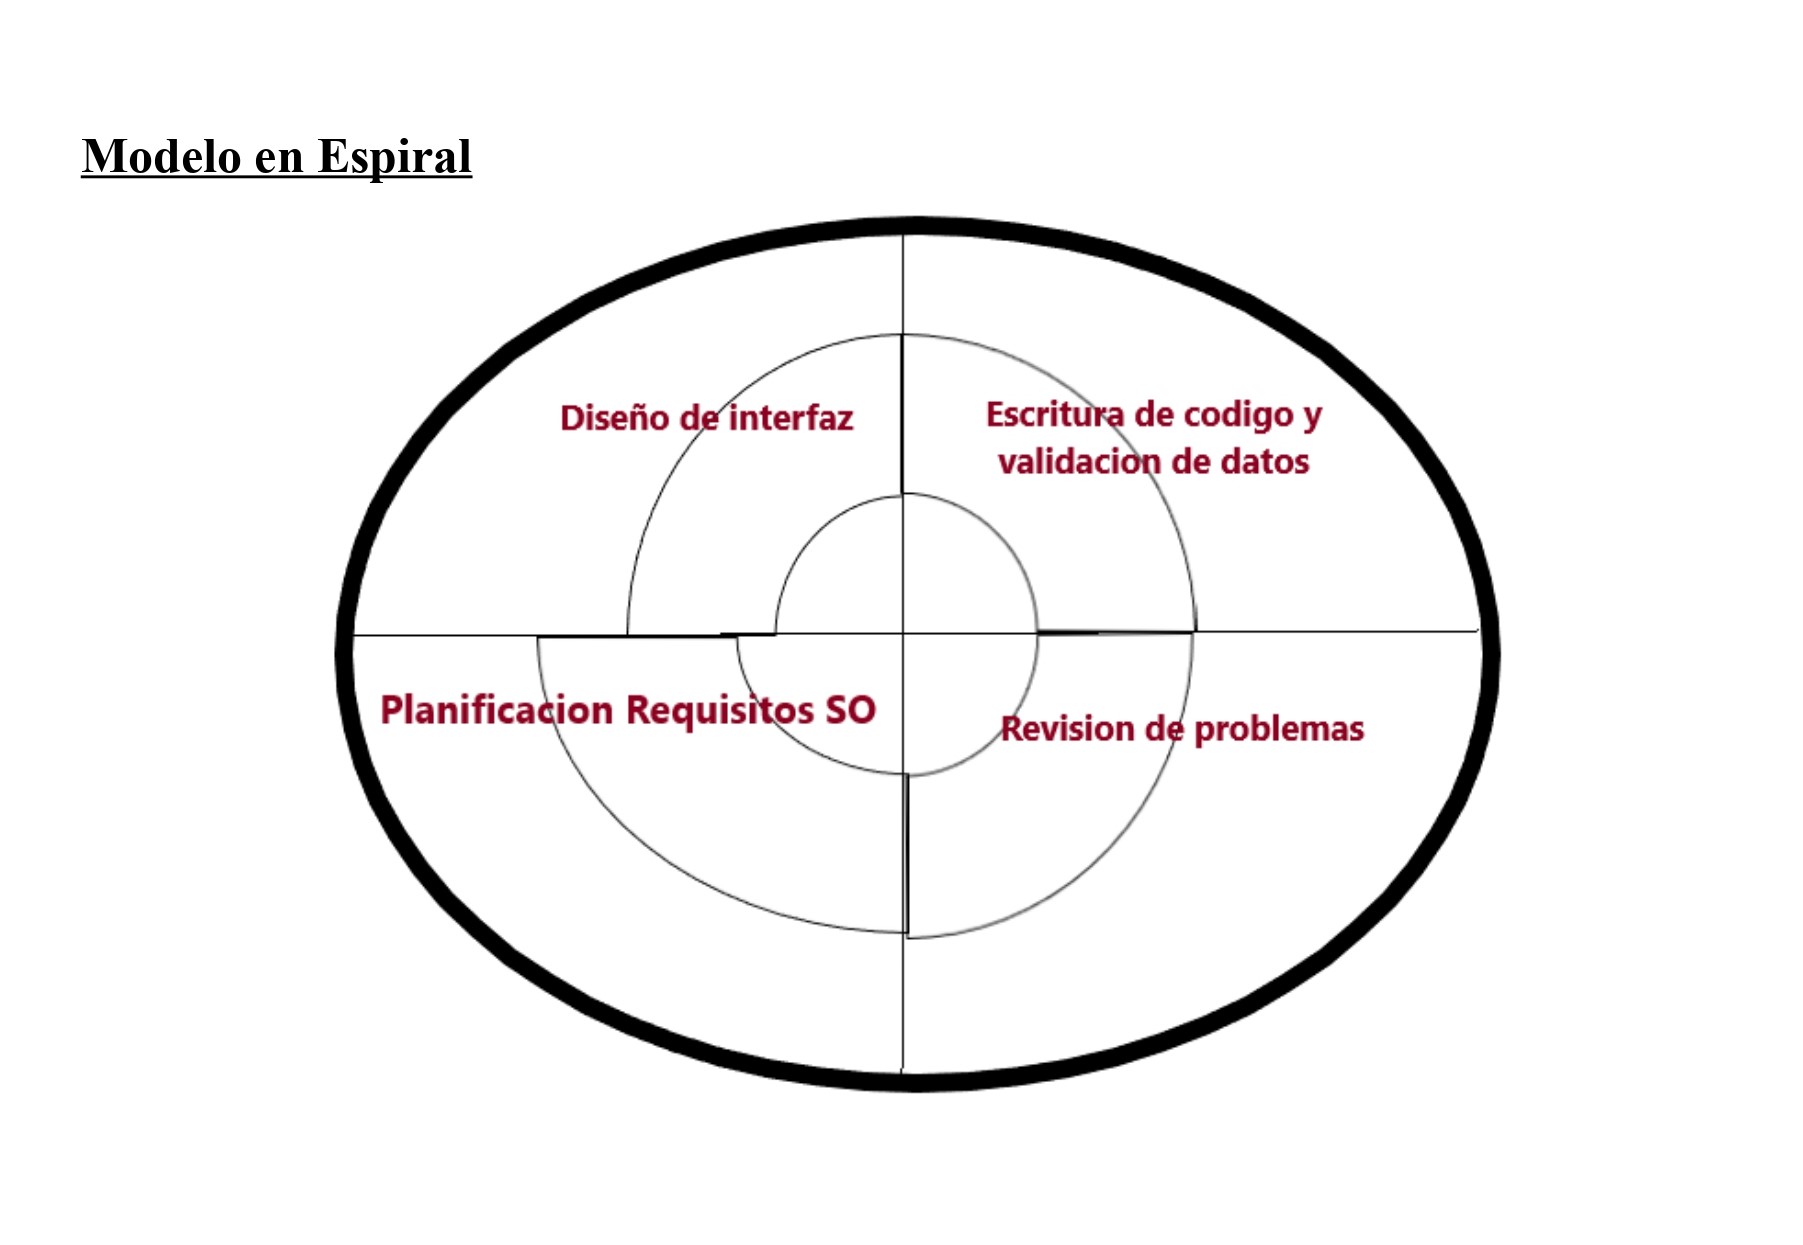 Modelo en Espiral
Diseño de interfaz
Escritura de codigo y
validacion de datos
Planificacion Requisitos SO
Revision de problemas